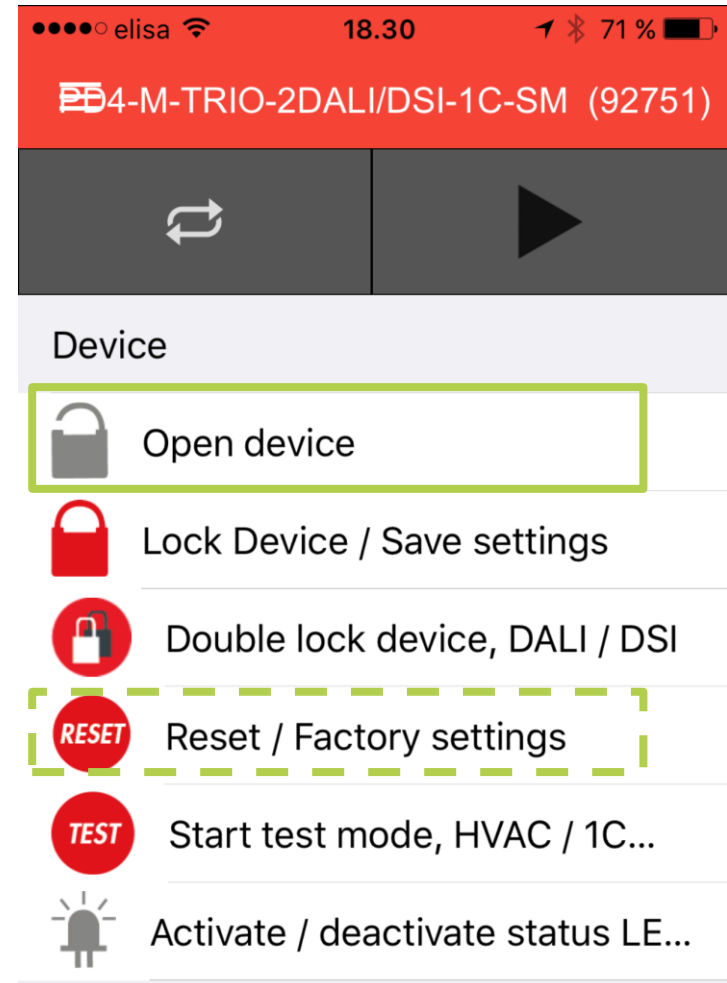 elisa 18.30 71 %
PD4-M-TRIO-2DALI/DSI-1C-SM (92751)
Device
Open device
Lock Device / Save settings
Double lock device, DALI / DSI
RESET Reset / Factory settings
TEST Start test mode, HVAC / 1C...
Activate / deactivate status LE...